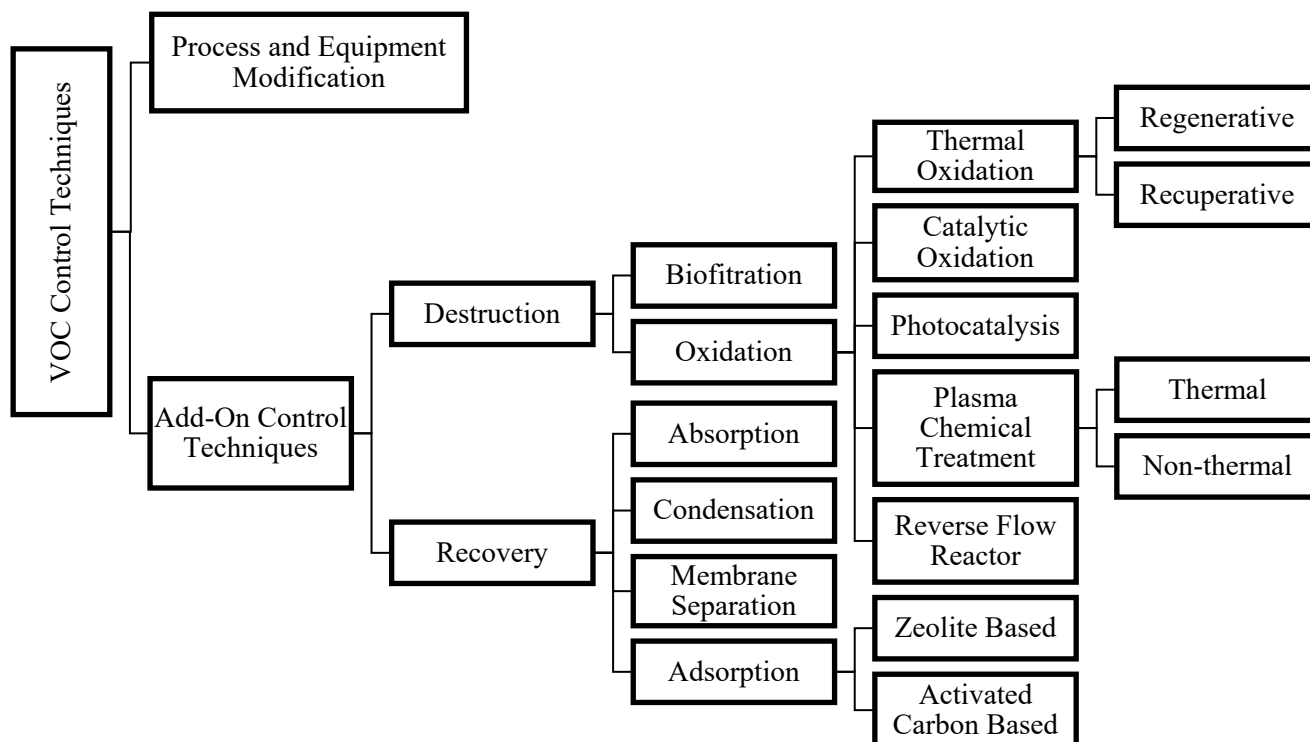 VOC Control Techniques
Process and Equipment
Modification
Add-On Control
Techniques
Destruction
Recovery
Biofitration
Oxidation
Absorption
Condensation
Membrane
Separation
Adsorption
Thermal
Oxidation
Catalytic
Oxidation
Photocatalysis
Plasma
Chemical
Treatment
Reverse Flow
Reactor
Zeolite Based
Activated
Carbon Based
Regenerative
Recuperative
Thermal
Non-thermal